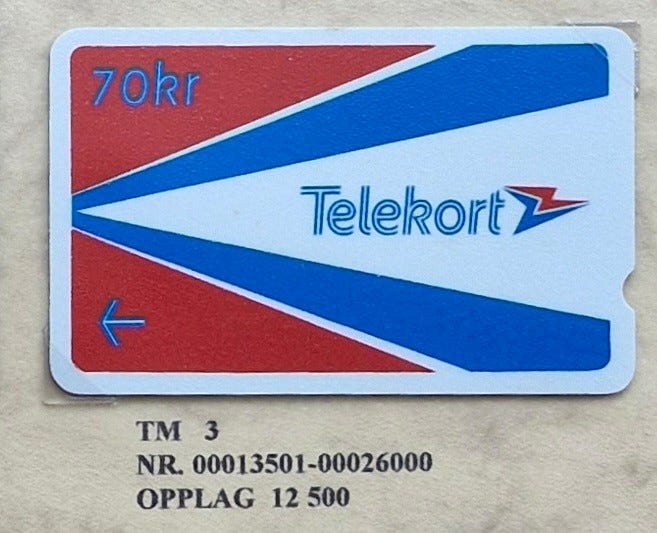 70kr
Telekort
TM 3
NR. 00013501-00026000
OPPLAG 12 500